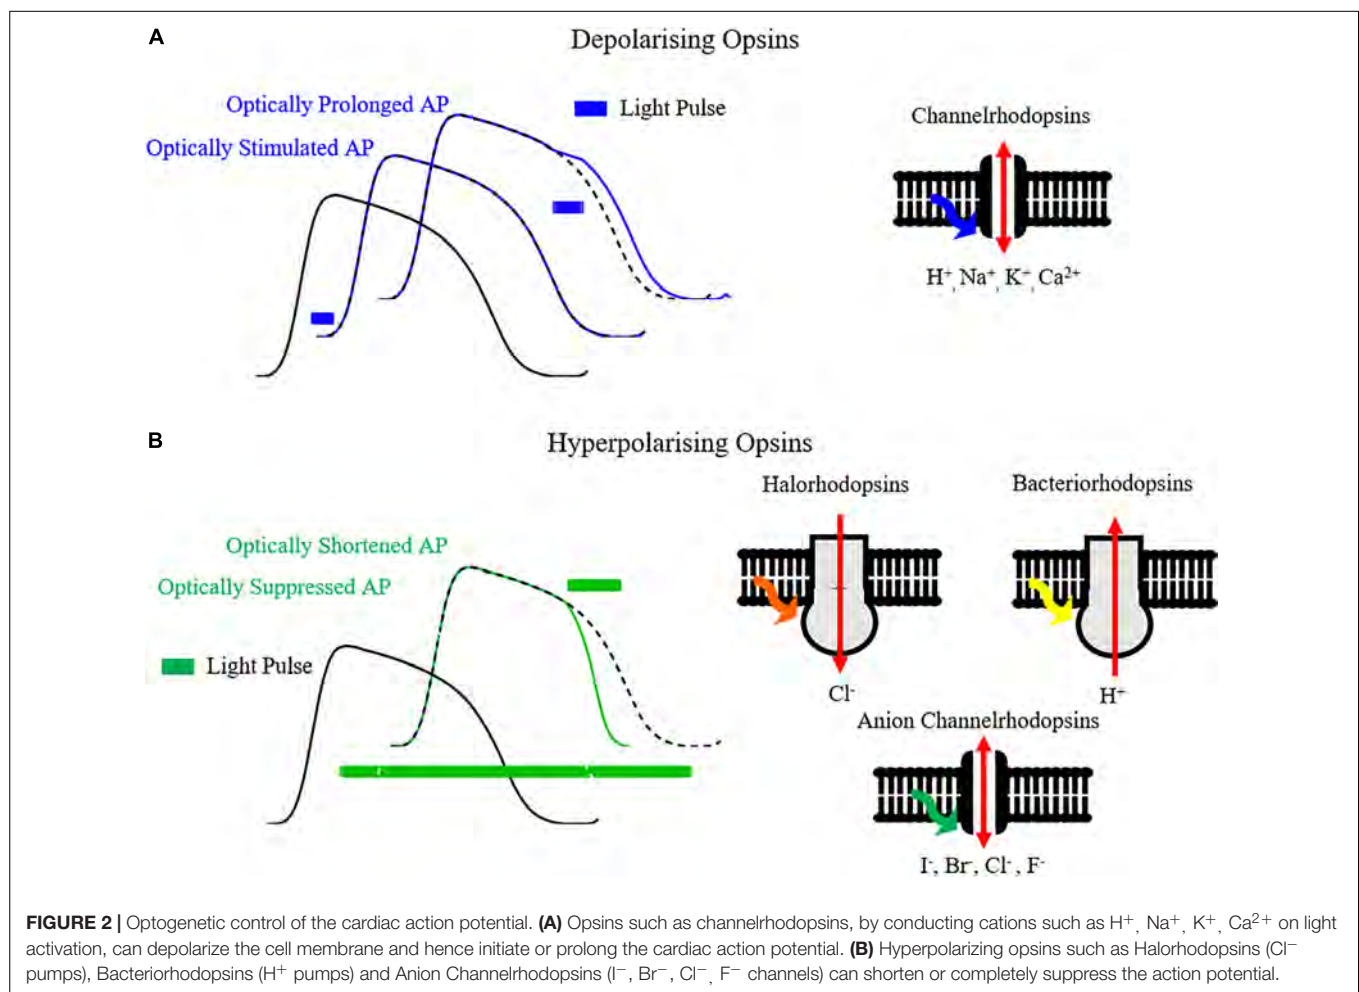 A
Depolarising Opsins
Optically Prolonged AP
Light Pulse
Optically Stimulated AP
Channelrhodopsins
H⁺, Na⁺, K⁺, Ca²⁺
B
Hyperpolarising Opsins
Halorhodopsins
Bacteriorhodopsins
Optically Shortened AP
Optically Suppressed AP
Light Pulse
Cl⁻
H⁺
Anion Channelrhodopsins
I⁻, Br⁻, Cl⁻, F⁻
FIGURE 2 | Optogenetic control of the cardiac action potential. (A) Opsins such as channelrhodopsins, by conducting cations such as H⁺, Na⁺, K⁺, Ca²⁺ on light
activation, can depolarize the cell membrane and hence initiate or prolong the cardiac action potential. (B) Hyperpolarizing opsins such as Halorhodopsins (Cl⁻
pumps), Bacteriorhodopsins (H⁺ pumps) and Anion Channelrhodopsins (I⁻, Br⁻, Cl⁻, F⁻ channels) can shorten or completely suppress the action potential.